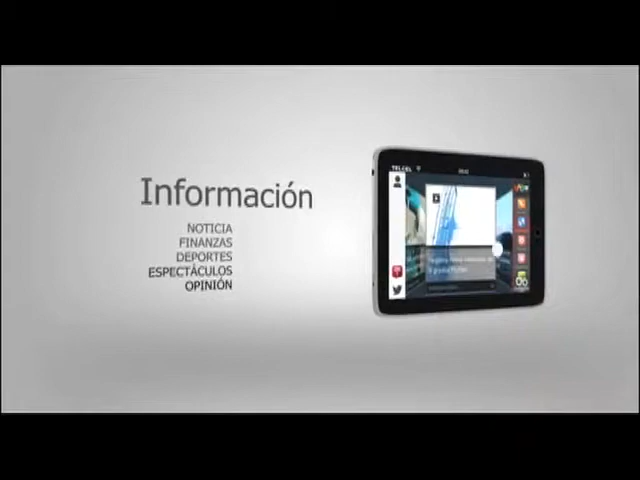 Información
NOTICIA
FINANZAS
DEPORTES
ESPECTÁCULOS
OPINIÓN
TELCEL